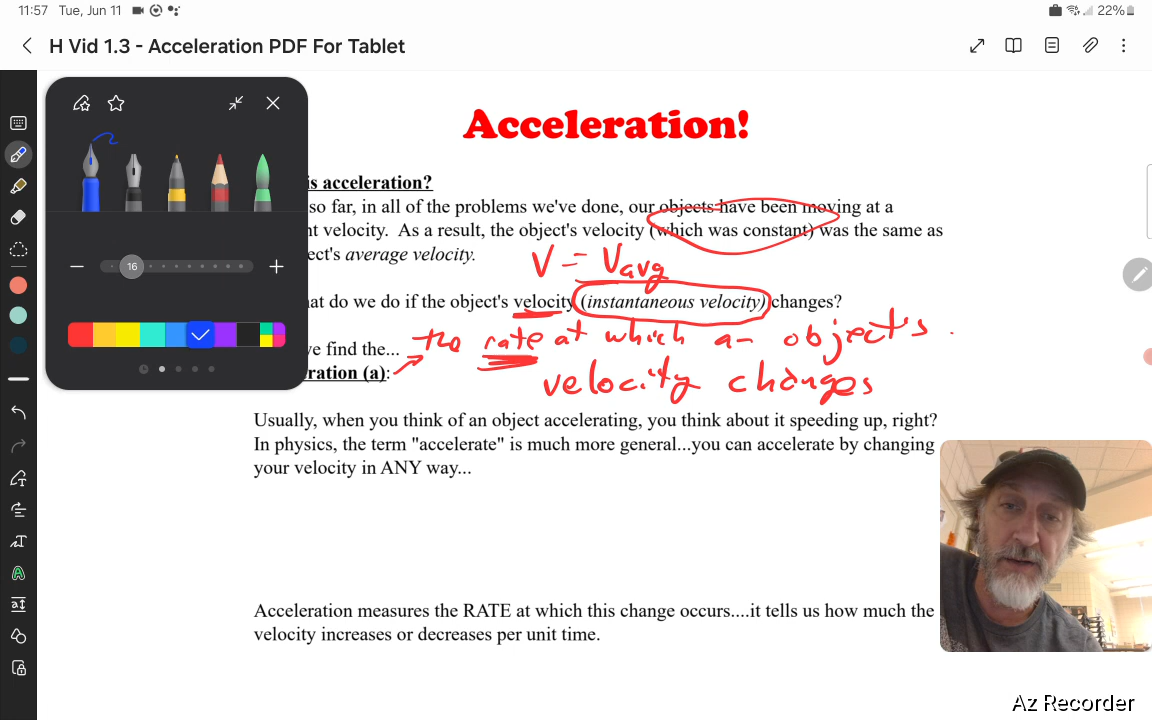 11:57 Tue, Jun 11 22%
H Vid 1.3 - Acceleration PDF For Tablet
Acceleration!
is acceleration?
so far, in all of the problems we've done, our objects have been moving at a
nt velocity. As a result, the object's velocity (which was constant) was the same as
ect's average velocity.
V = Vavg
at do we do if the object's velocity (instantaneous velocity) changes?
the rate at which an object's
ve find the...
velocity changes
ration (a):
16
Usually, when you think of an object accelerating, you think about it speeding up, right?
In physics, the term "accelerate" is much more general...you can accelerate by changing
your velocity in ANY way...
Acceleration measures the RATE at which this change occurs....it tells us how much the
velocity increases or decreases per unit time.
Az Recorder